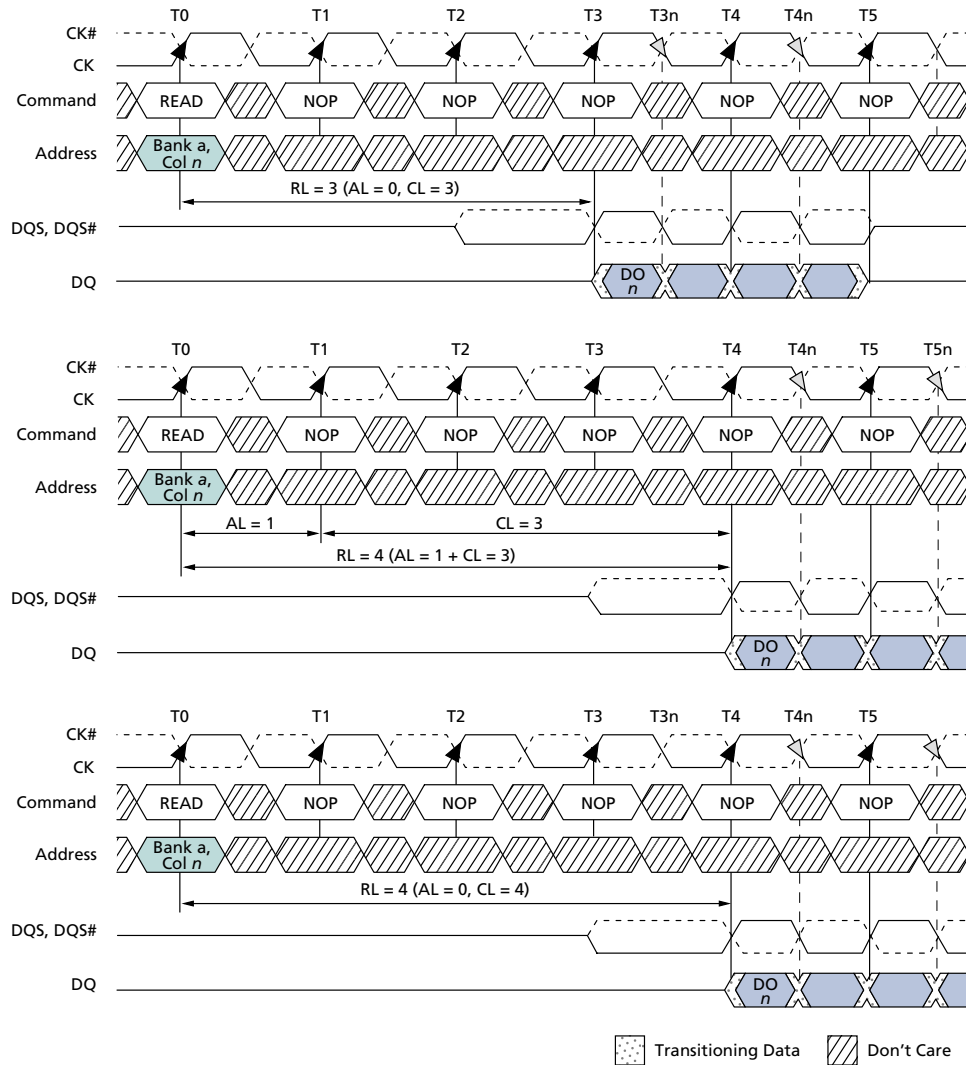 T0 T1 T2 T3 T3n T4 T4n T5
CK#
CK
Command READ NOP NOP NOP NOP NOP
Address Bank a,
Col n
RL = 3 (AL = 0, CL = 3)
DQS, DQS#
DQ DO
n
T0 T1 T2 T3 T4 T4n T5 T5n
CK#
CK
Command READ NOP NOP NOP NOP NOP
Address Bank a,
Col n
AL = 1 CL = 3
RL = 4 (AL = 1 + CL = 3)
DQS, DQS#
DQ DO
n
T0 T1 T2 T3 T3n T4 T4n T5
CK#
CK
Command READ NOP NOP NOP NOP NOP
Address Bank a,
Col n
RL = 4 (AL = 0, CL = 4)
DQS, DQS#
DQ DO
n
Transitioning Data Don't Care